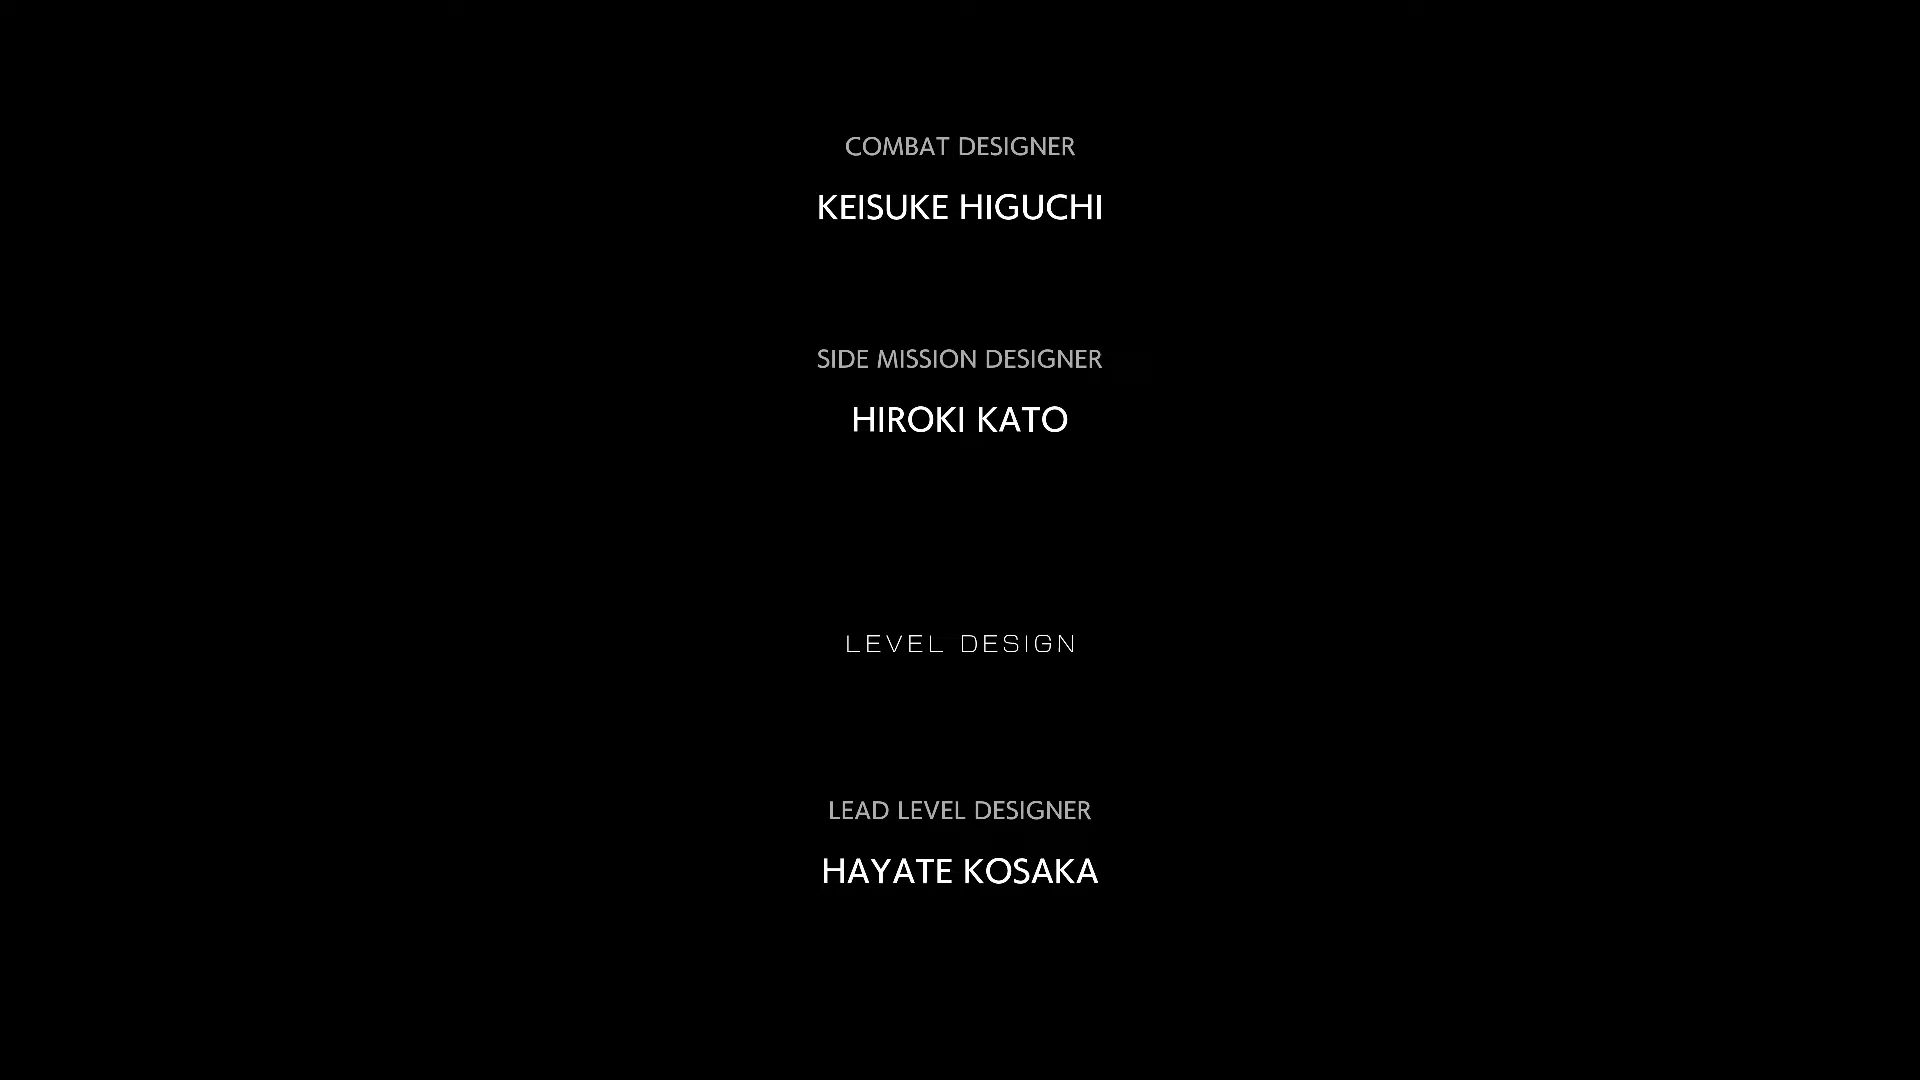 COMBAT DESIGNER
KEISUKE HIGUCHI
SIDE MISSION DESIGNER
HIROKI KATO
LEVEL DESIGN
LEAD LEVEL DESIGNER
HAYATE KOSAKA